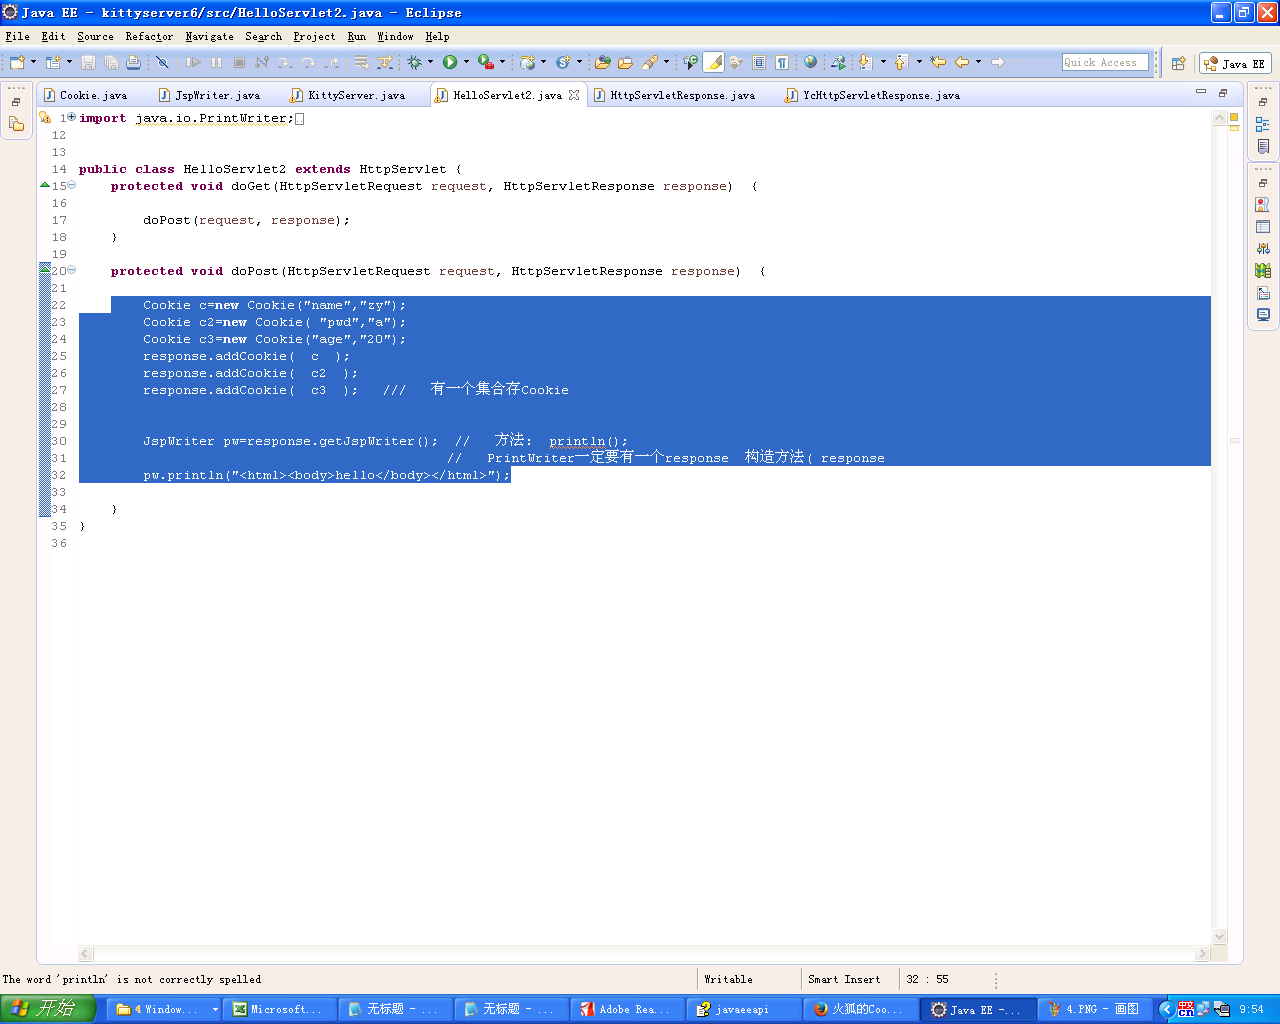 Java EE - kittyserver6/src/HelloServlet2.java - Eclipse
File Edit Source Refactor Navigate Search Project Run Window Help
Quick Access
Java EE
Cookie.java JspWriter.java KittyServer.java HelloServlet2.java HttpServletResponse.java YcHttpServletResponse.java
1 import java.io.PrintWriter;
12
13
14 public class HelloServlet2 extends HttpServlet {
15 protected void doGet(HttpServletRequest request, HttpServletResponse response) {
16
17 doPost(request, response);
18 }
19
20 protected void doPost(HttpServletRequest request, HttpServletResponse response) {
21
22 Cookie c=new Cookie("name","zy");
23 Cookie c2=new Cookie( "pwd","a");
24 Cookie c3=new Cookie("age","20");
25 response.addCookie( c );
26 response.addCookie( c2 );
27 response.addCookie( c3 ); /// 有一个集合存Cookie
28
29
30 JspWriter pw=response.getJspWriter(); // 方法: println();
31 // PrintWriter一定要有一个response 构造方法( response
32 pw.println("<html><body>hello</body></html>");
33
34 }
35 }
36
The word 'println' is not correctly spelled
Writable
Smart Insert
32 : 55
开始
4 Window...
Microsoft...
无标题 - ...
无标题 - ...
Adobe Rea...
javaeeapi
火狐的Coo...
Java EE -...
4.PNG - 画图
9:54